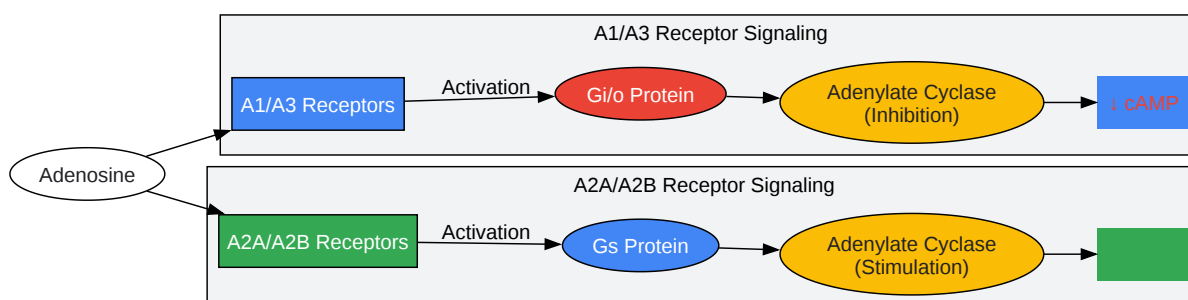 A1/A3 Receptor Signaling
A1/A3 Receptors
Activation
Gi/o Protein
Adenylate Cyclase
(Inhibition)
↓ cAMP
Adenosine
A2A/A2B Receptor Signaling
A2A/A2B Receptors
Activation
Gs Protein
Adenylate Cyclase
(Stimulation)